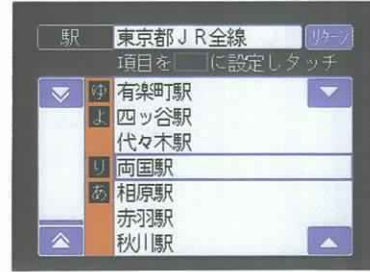 駅 東京都JR全線 リターン
項目を　に設定しタッチ
ゆ 有楽町駅
よ 四ッ谷駅
代々木駅
り 両国駅
あ 相原駅
赤羽駅
秋川駅